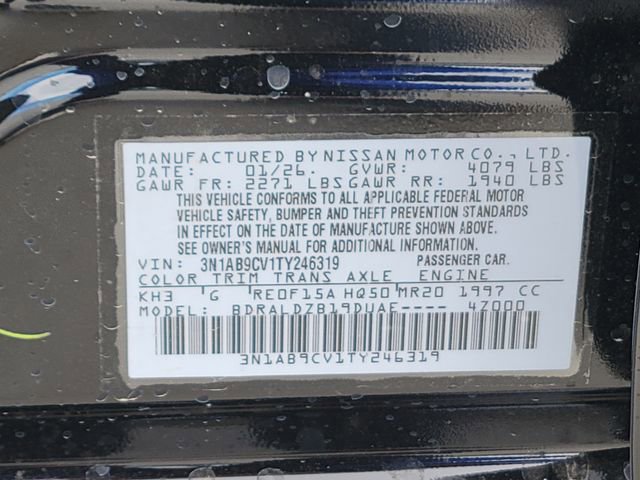 MANUFACTURED BY NISSAN MOTOR CO., LTD.
DATE: 01/26. GVWR: 4079 LBS
GAWR FR: 2271 LBS GAWR RR: 1940 LBS
THIS VEHICLE CONFORMS TO ALL APPLICABLE FEDERAL MOTOR
VEHICLE SAFETY, BUMPER AND THEFT PREVENTION STANDARDS
IN EFFECT ON THE DATE OF MANUFACTURE SHOWN ABOVE.
SEE OWNER'S MANUAL FOR ADDITIONAL INFORMATION
VIN: 3N1AB9CV1TY246319 PASSENGER CAR.
COLOR TRIM TRANS AXLE ENGINE
KH3 G RE0F15A HQ50 MR20 1997 CC
MODEL: BDRALDZB19DUAE---- 47000
3N1AB9CV1TY246319